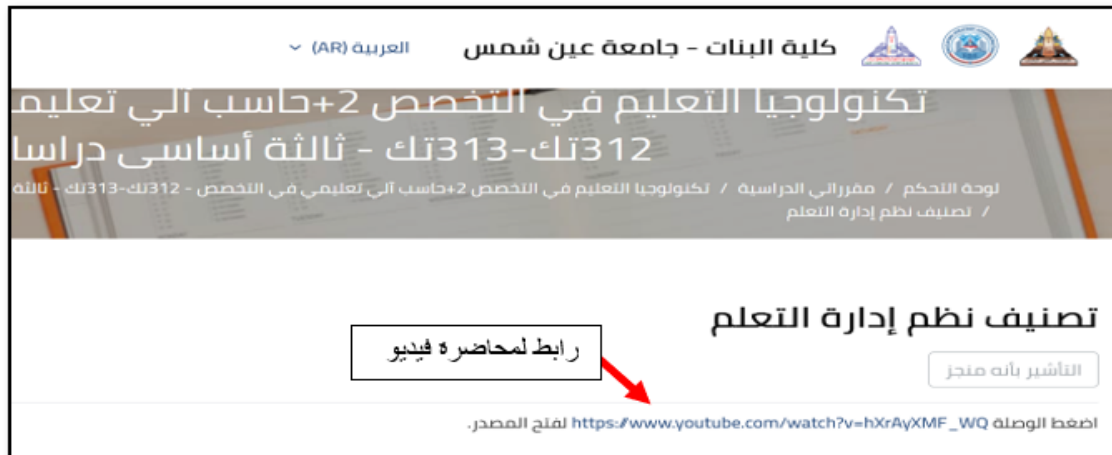 كلية البنات - جامعة عين شمس العربية (AR)
تكنولوجيا التعليم في التخصص 2+حاسب آلي تعليم
312تك-313تك - ثالثة أساسى دراسا
لوحة التحكم / مقرراتي الدراسية / تكنولوجيا التعليم في التخصص 2+حاسب آلي تعليمي في التخصص - 312تك-313تك - ثالثة
/ تصنيف نظم إدارة التعلم
تصنيف نظم إدارة التعلم
رابط لمحاضرة فيديو
التأشير بأنه منجز
اضغط الوصلة https://www.youtube.com/watch?v=hXrAyXMF_WQ لفتح المصدر.